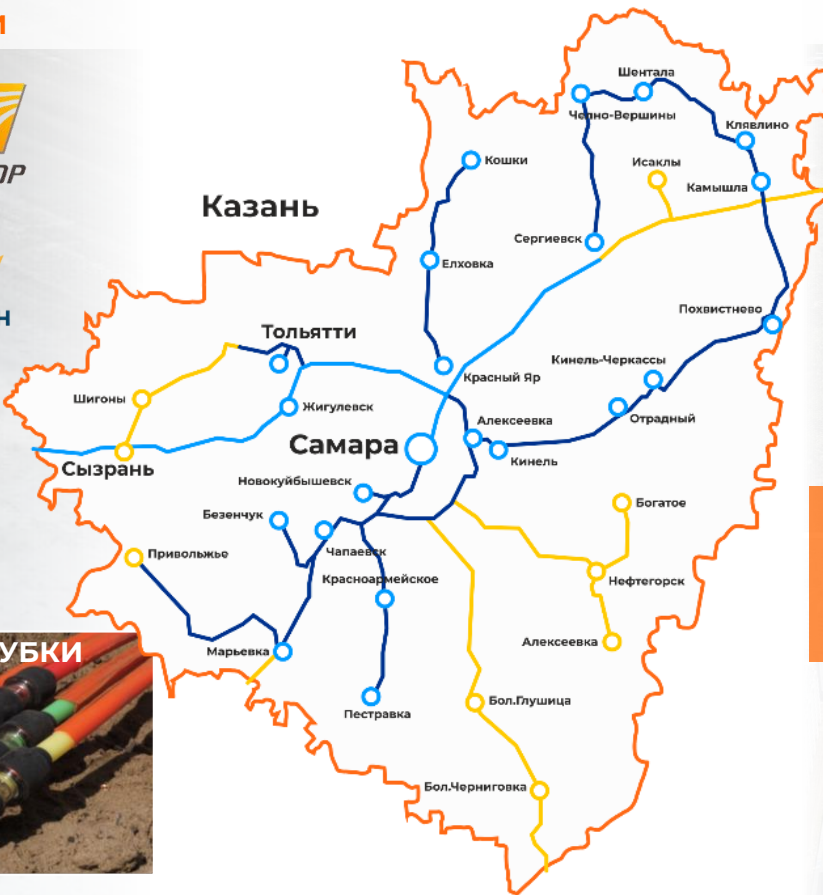 Шентала
Челно-Вершины
Клявлино
Кошки
Исаклы
Камышла
Казань
Сергиевск
Елховка
Похвистнево
Тольятти
Кинель-Черкассы
Красный Яр
Шигоны
Жигулевск
Отрадный
Алексеевка
Самара
Кинель
Сызрань
Новокуйбышевск
Безенчук
Богатое
Чапаевск
Привольжье
Красноармейское
Нефтегорск
Алексеевка
Марьевка
УБКИ
Бол.Глушица
Пестравка
Бол.Черниговка